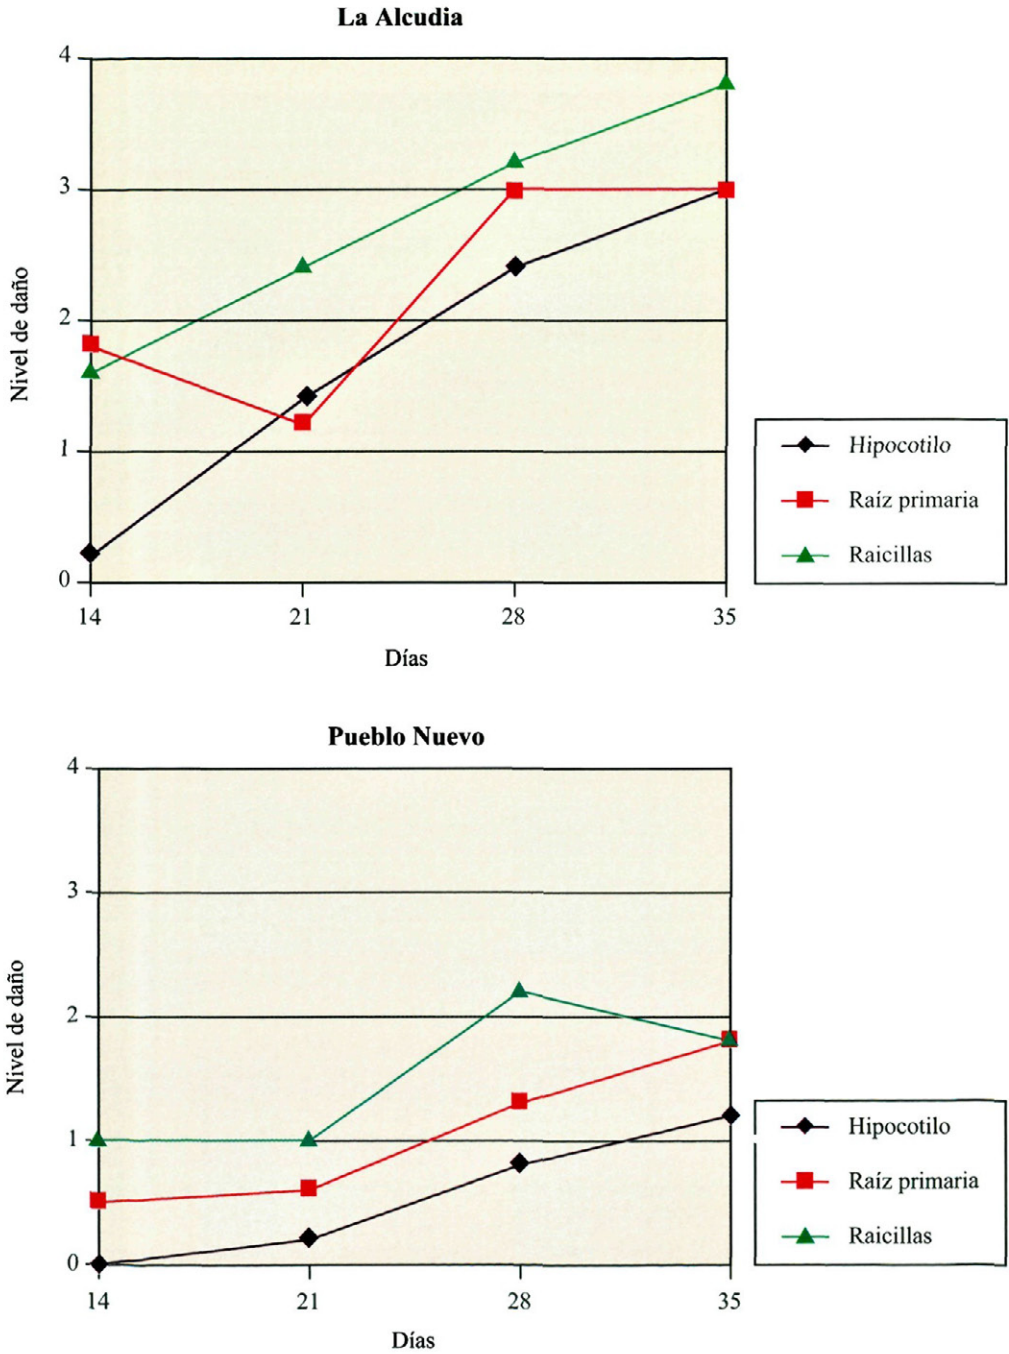 La Alcudia
4
3
2
1
0
Nivel de daño
14 21 28 35
Días
Hipocotilo
Raíz primaria
Raicillas
Pueblo Nuevo
4
3
2
1
0
Nivel de daño
14 21 28 35
Días
Hipocotilo
Raíz primaria
Raicillas